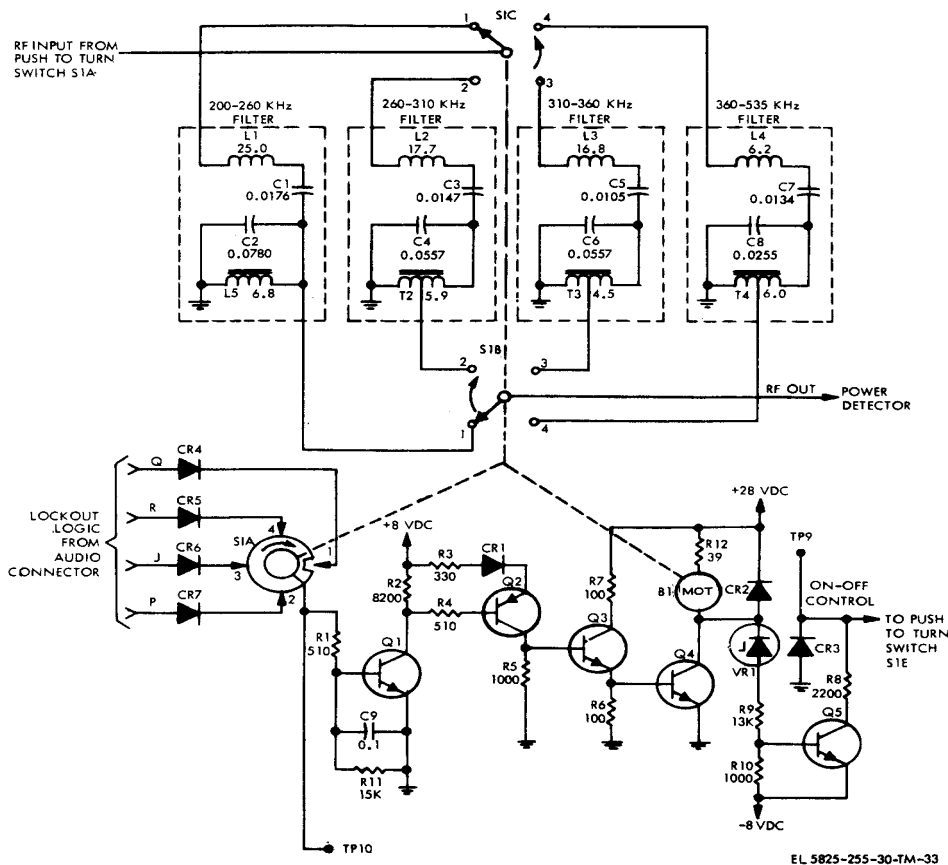 S1C
1
4
RF INPUT FROM
PUSH TO TURN
SWITCH S1A
2
3
200-260 KHz
FILTER
260-310 KHz
FILTER
310-360 KHz
FILTER
360-535 KHz
FILTER
L1
25.0
L2
17.7
L3
16.8
L4
6.2
C1
0.0176
C3
0.0147
C5
0.0105
C7
0.0134
C2
0.0780
C4
0.0557
C6
0.0557
C8
0.0255
L5 6.8
T2 5.9
T3 4.5
T4 6.0
S1B
2
3
1
4
RF OUT
POWER
DETECTOR
LOCKOUT
LOGIC
FROM
AUDIO
CONNECTOR
Q CR4
R CR5
J CR6
P CR7
S1A
4
1
3
2
+8 VDC
+28 VDC
TP9
R3
330
CR1
R2
8200
R4
510
Q2
R7
100
R12
39
B1 MOT
CR2
ON-OFF
CONTROL
TO PUSH
TO TURN
SWITCH
S1E
R1
510
Q1
Q3
Q4
J
VR1
CR3
R8
2200
R5
1000
R6
100
R9
13K
Q5
C9
0.1
R11
15K
R10
1000
-8 VDC
TP10
EL 5825-255-30-TM-33